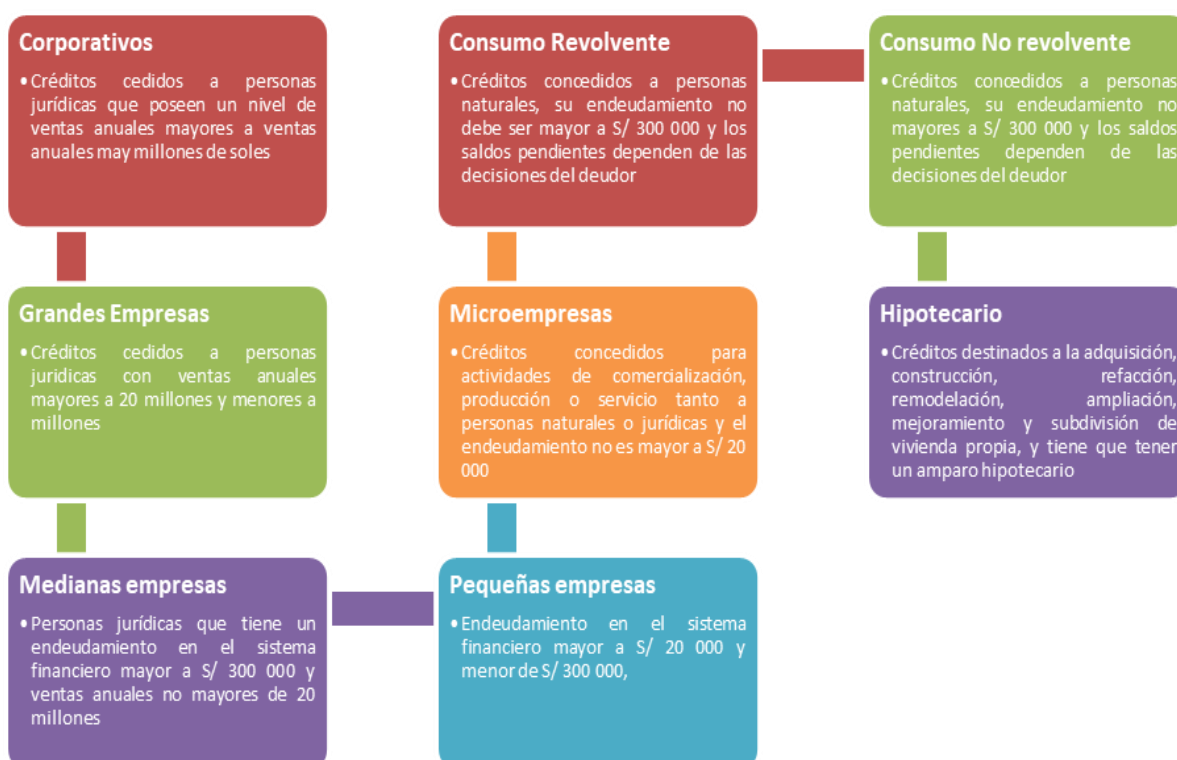 Corporativos
• Créditos cedidos a personas
jurídicas que poseen un nivel de
ventas anuales mayores a ventas
anuales may millones de soles
Grandes Empresas
• Créditos cedidos a personas
juridicas con ventas anuales
mayores a 20 millones y menores a
millones
Medianas empresas
• Personas jurídicas que tiene un
endeudamiento en el sistema
financiero mayor a S/ 300 000 y
ventas anuales no mayores de 20
millones
Pequeñas empresas
• Endeudamiento en el sistema
financiero mayor a S/ 20 000 y
menor de S/ 300 000,
Microempresas
• Créditos concedidos para
actividades de comercialización,
producción o servicio tanto a
personas naturales o jurídicas y el
endeudamiento no es mayor a S/ 20
000
Consumo Revolvente
• Créditos concedidos a personas
naturales, su endeudamiento no
debe ser mayor a S/ 300 000 y los
saldos pendientes dependen de las
decisiones del deudor
Consumo No revolvente
• Créditos concedidos a personas
naturales, su endeudamiento no
mayores a S/ 300 000 y los saldos
pendientes dependen de las
decisiones del deudor
Hipotecario
• Créditos destinados a la adquisición,
construcción, refacción,
remodelación, ampliación,
mejoramiento y subdivisión de
vivienda propia, y tiene que tener
un amparo hipotecario